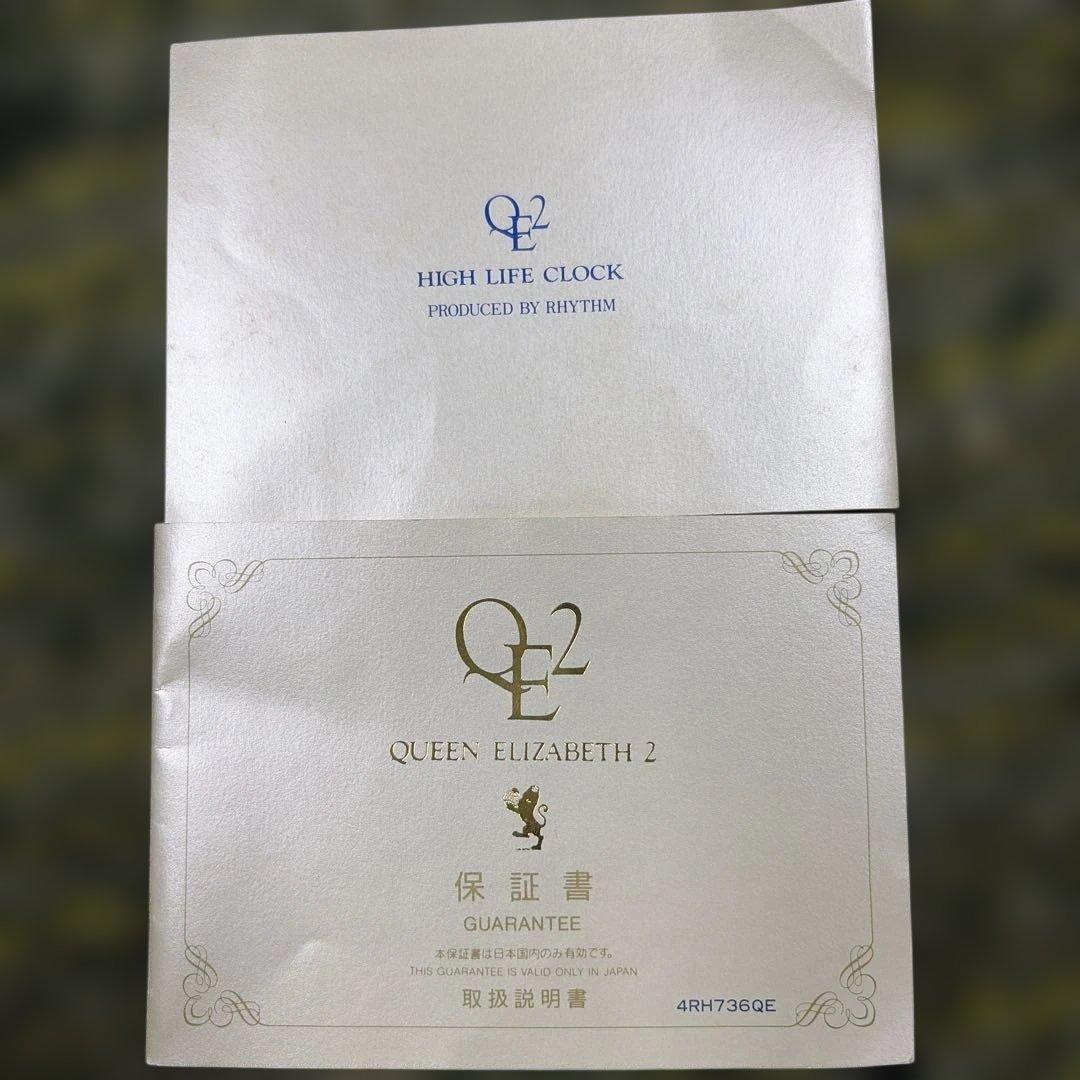 QE2
HIGH LIFE CLOCK
PRODUCED BY RHYTHM
QE2
QUEEN ELIZABETH 2
保証書
GUARANTEE
本保証書は日本国内のみ有効です。
THIS GUARANTEE IS VALID ONLY IN JAPAN
取扱説明書
4RH736QE